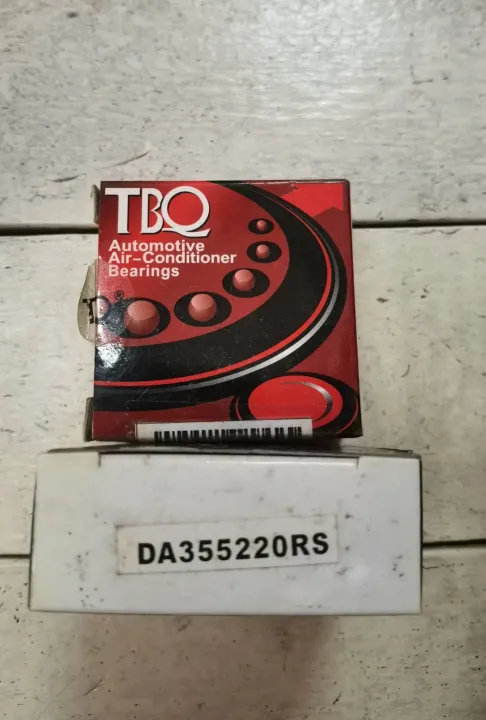 TBQ
Automotive
Air-Conditioner
Bearings
DA355220RS